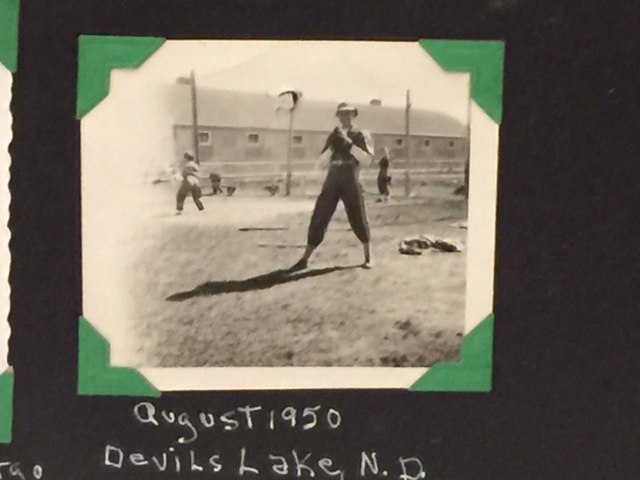 August 1950
Devils Lake, N.D.